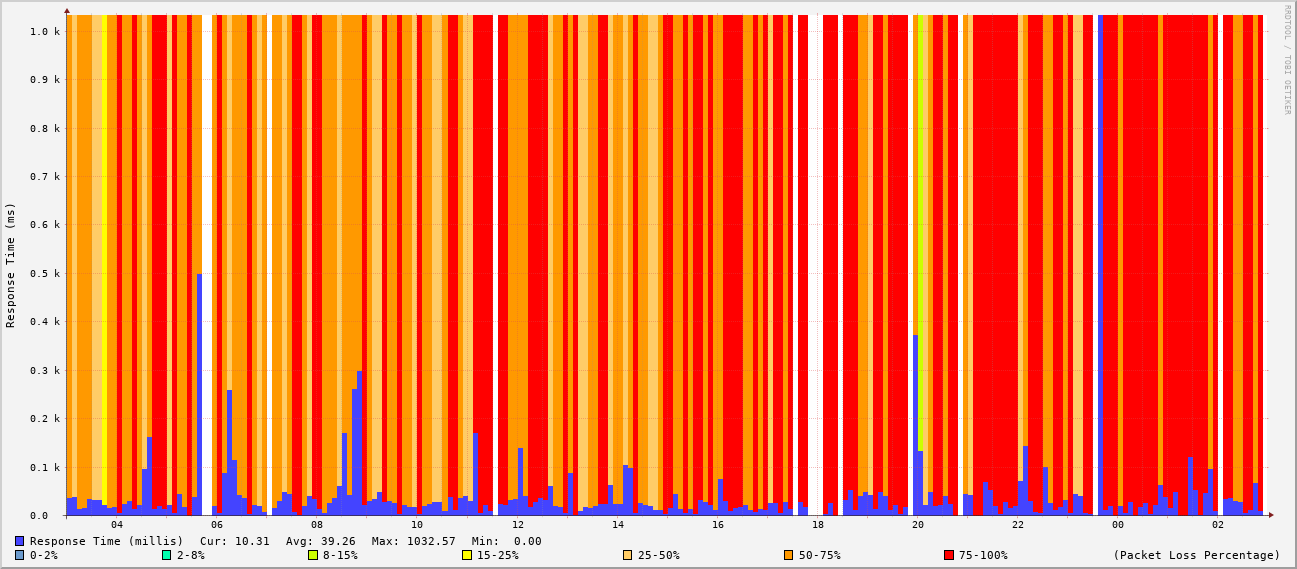 RRDTOOL / TOBI OETIKER
Response Time (ms)
1.0 k
0.9 k
0.8 k
0.7 k
0.6 k
0.5 k
0.4 k
0.3 k
0.2 k
0.1 k
0.0
04 06 08 10 12 14 16 18 20 22 00 02
Response Time (millis) Cur: 10.31 Avg: 39.26 Max: 1032.57 Min: 0.00
0-2% 2-8% 8-15% 15-25% 25-50% 50-75% 75-100% (Packet Loss Percentage)